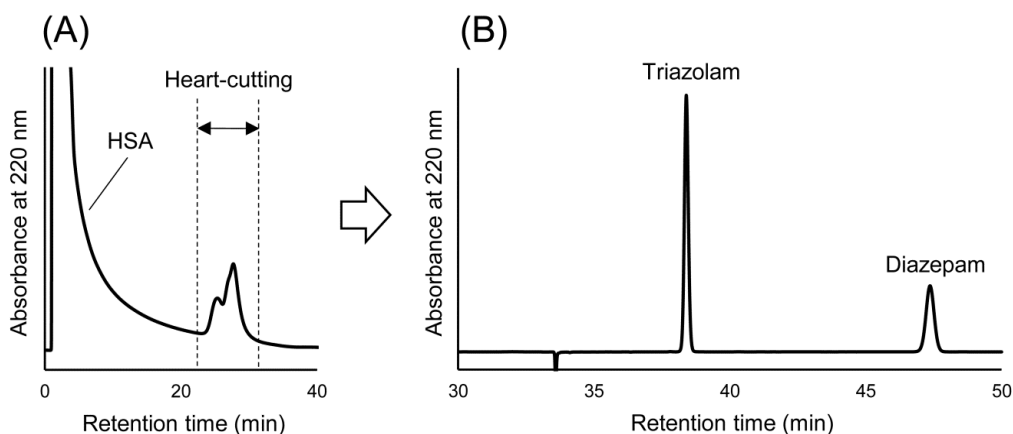 (A)
Heart-cutting
HSA
Absorbance at 220 nm
0
20
40
Retention time (min)
(B)
Triazolam
Diazepam
Absorbance at 220 nm
30
35
40
45
50
Retention time (min)